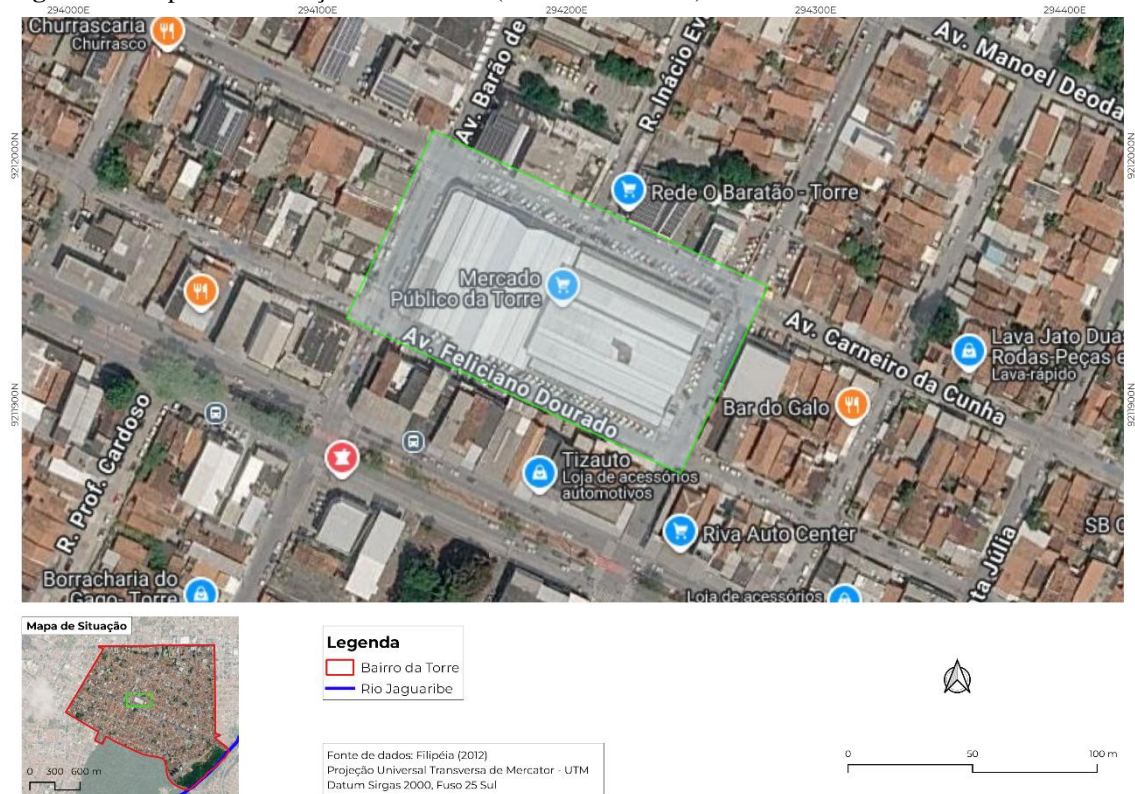 294000E 294100E 294200E 294300E 294400E
9212000N
9211900N
9212000N
9211900N
Churrascaria
Churrasco
Av. Barão de
R. Inácio Ev
Av. Manoel Deoda
Rede O Baratão - Torre
Mercado
Público da Torre
Av. Feliciano Dourado
Av. Carneiro da Cunha
Lava Jato Duas
Rodas-Peças e
Lava-rápido
Bar do Galo
R. Prof. Cardoso
Tizauto
Loja de acessórios
automotivos
Riva Auto Center
SB
ta Júlia
Borracharia do
Gago- Torre
Loja de acessórios
Mapa de Situação
0 300 600 m
Legenda
Bairro da Torre
Rio Jaguaribe
Fonte de dados: Filipéia (2012)
Projeção Universal Transversa de Mercator - UTM
Datum Sirgas 2000, Fuso 25 Sul
0 50 100 m